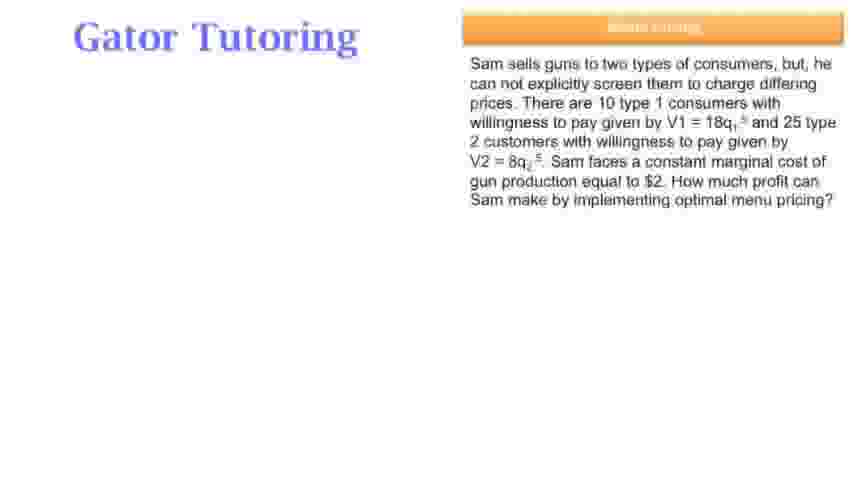 Gator Tutoring
Menu Pricing
Sam sells guns to two types of consumers, but, he
can not explicitly screen them to charge differing
prices. There are 10 type 1 consumers with
willingness to pay given by V1 = 18q₁·⁵ and 25 type
2 customers with willingness to pay given by
V2 = 8q₂·⁵. Sam faces a constant marginal cost of
gun production equal to $2. How much profit can
Sam make by implementing optimal menu pricing?